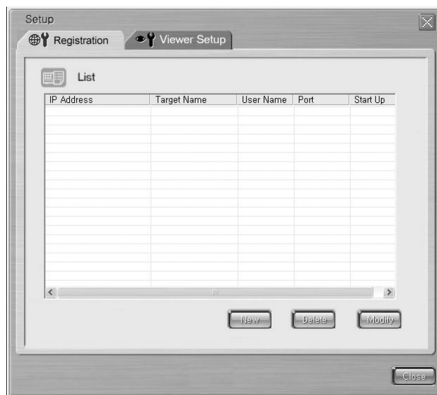 Setup
Registration
Viewer Setup
List
IP Address Target Name User Name Port Start Up
New Delete Modify
Close